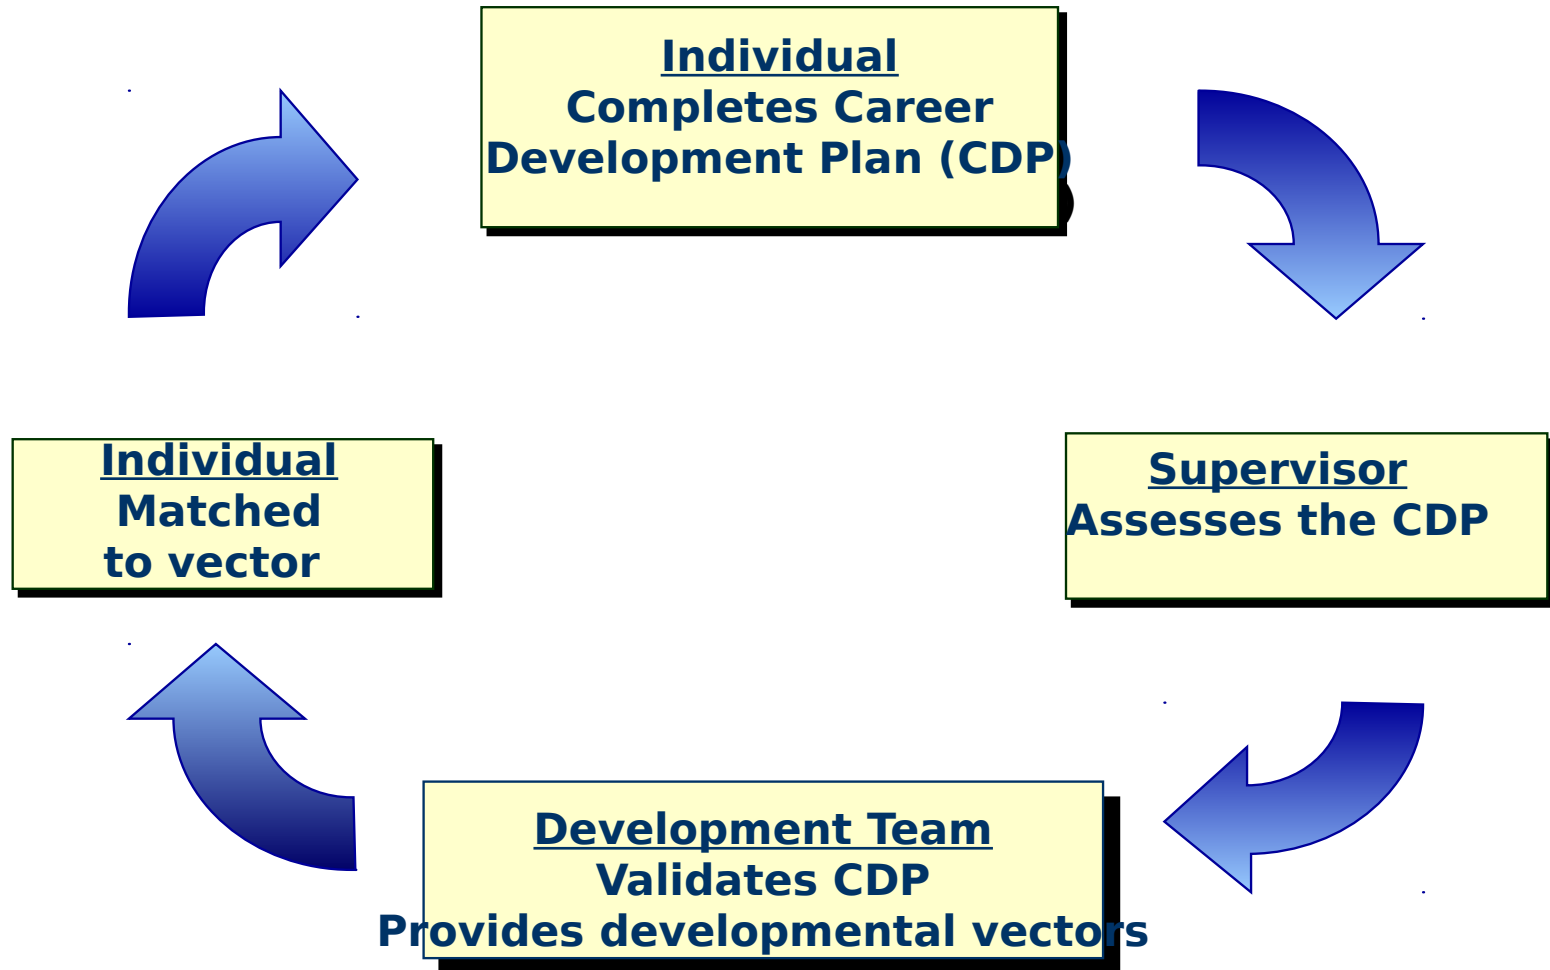 Individual
Completes Career
Development Plan (CDP)
Individual
Matched
to vector
Supervisor
Assesses the CDP
Development Team
Validates CDP
Provides developmental vectors